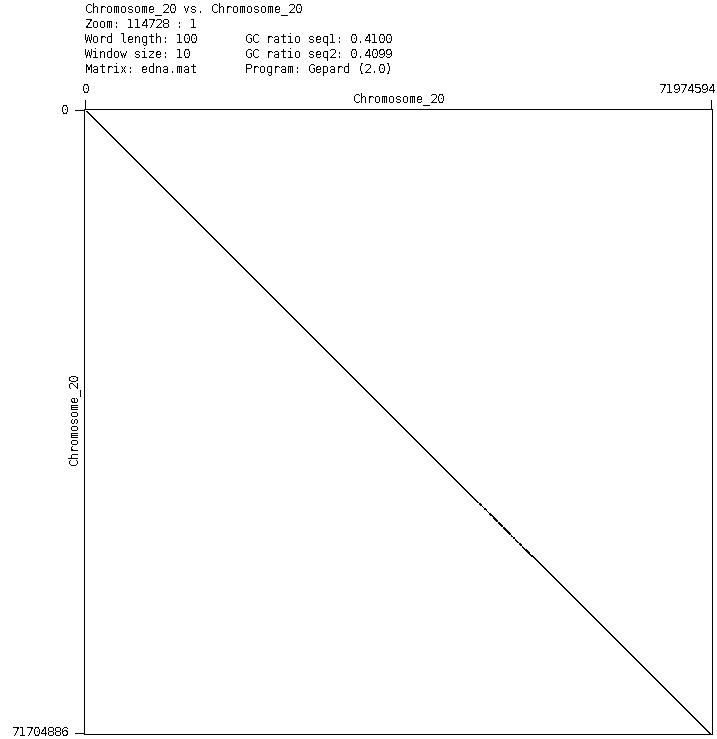 Chromosome_20 vs. Chromosome_20
Zoom: 114728 : 1
Word length: 100 GC ratio seq1: 0.4100
Window size: 10 GC ratio seq2: 0.4099
Matrix: edna.mat Program: Gepard (2.0)
0 71974594
Chromosome_20
0
Chromosome_20
71704886